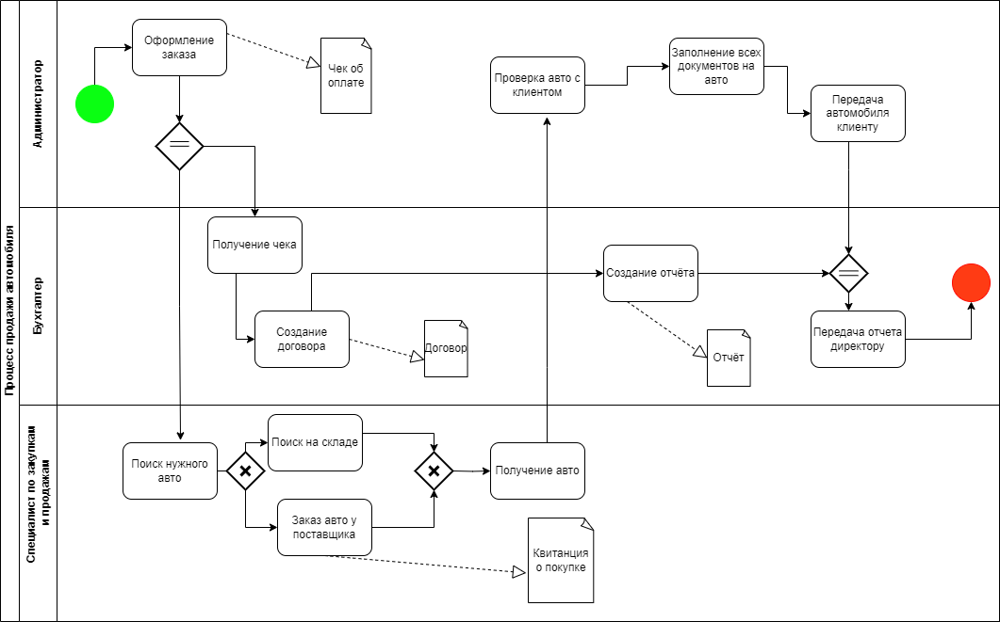 Процесс продажи автомобиля
Администратор
Оформление
заказа
Чек об
оплате
Проверка авто с
клиентом
Заполнение всех
документов на
авто
Передача
автомобиля
клиенту
Бухгалтер
Получение чека
Создание
договора
Договор
Создание отчёта
Отчёт
Передача отчета
директору
Специалист по закупкам
и продажам
Поиск нужного
авто
Поиск на складе
Заказ авто у
поставщика
Получение авто
Квитанция
о покупке